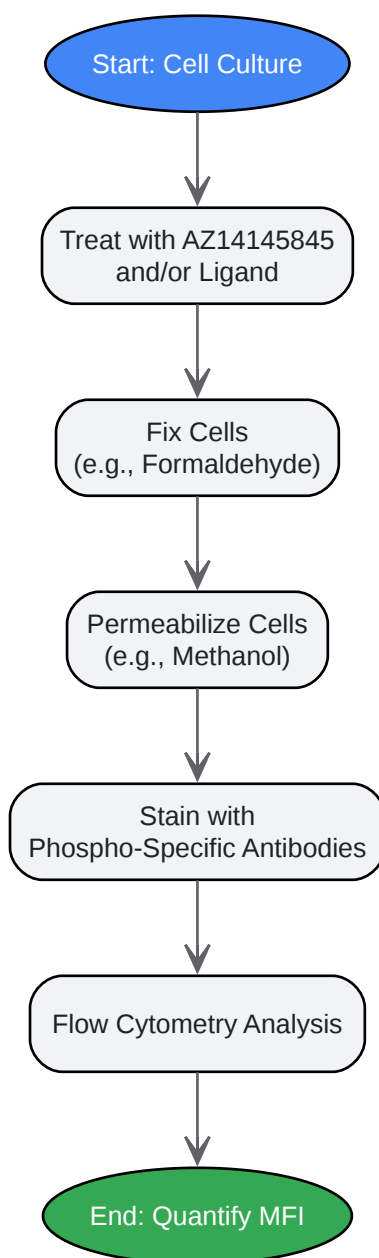 Start: Cell Culture
Treat with AZ14145845
and/or Ligand
Fix Cells
(e.g., Formaldehyde)
Permeabilize Cells
(e.g., Methanol)
Stain with
Phospho-Specific Antibodies
Flow Cytometry Analysis
End: Quantify MFI